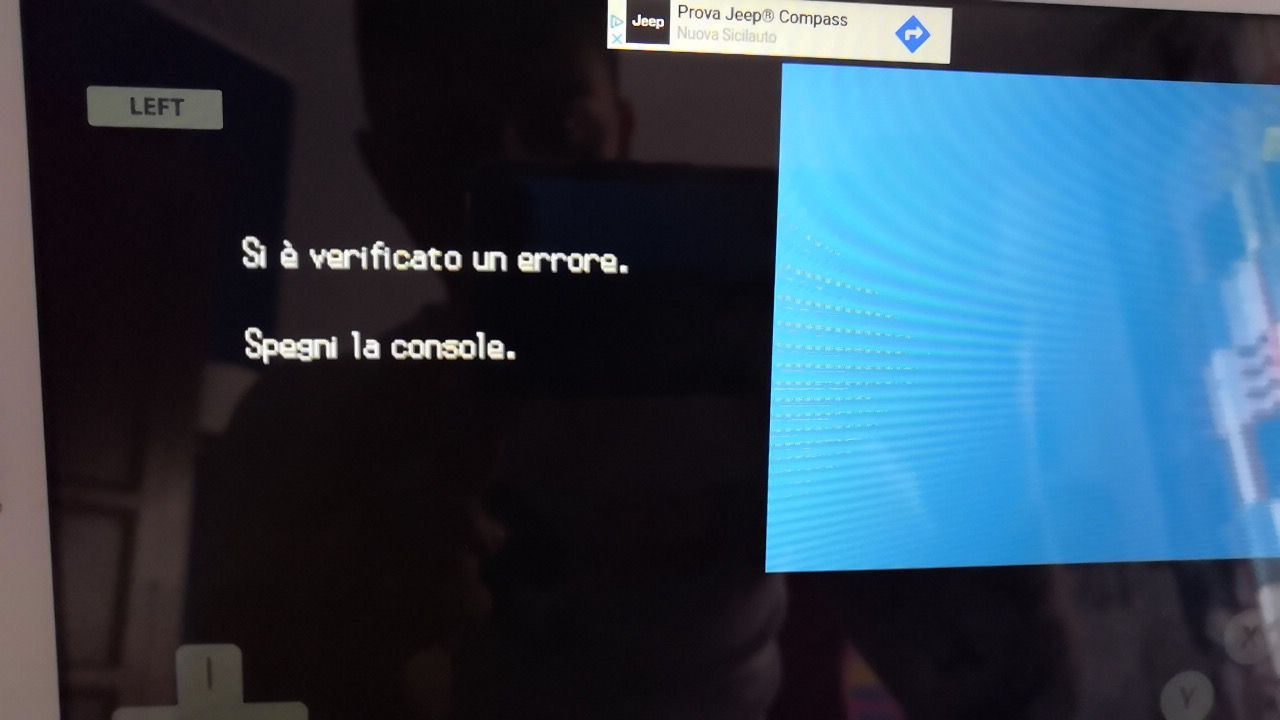 Jeep
Prova Jeep® Compass
Nuova Sicilauto
LEFT
Si è verificato un errore.
Spegni la console.
X
Y